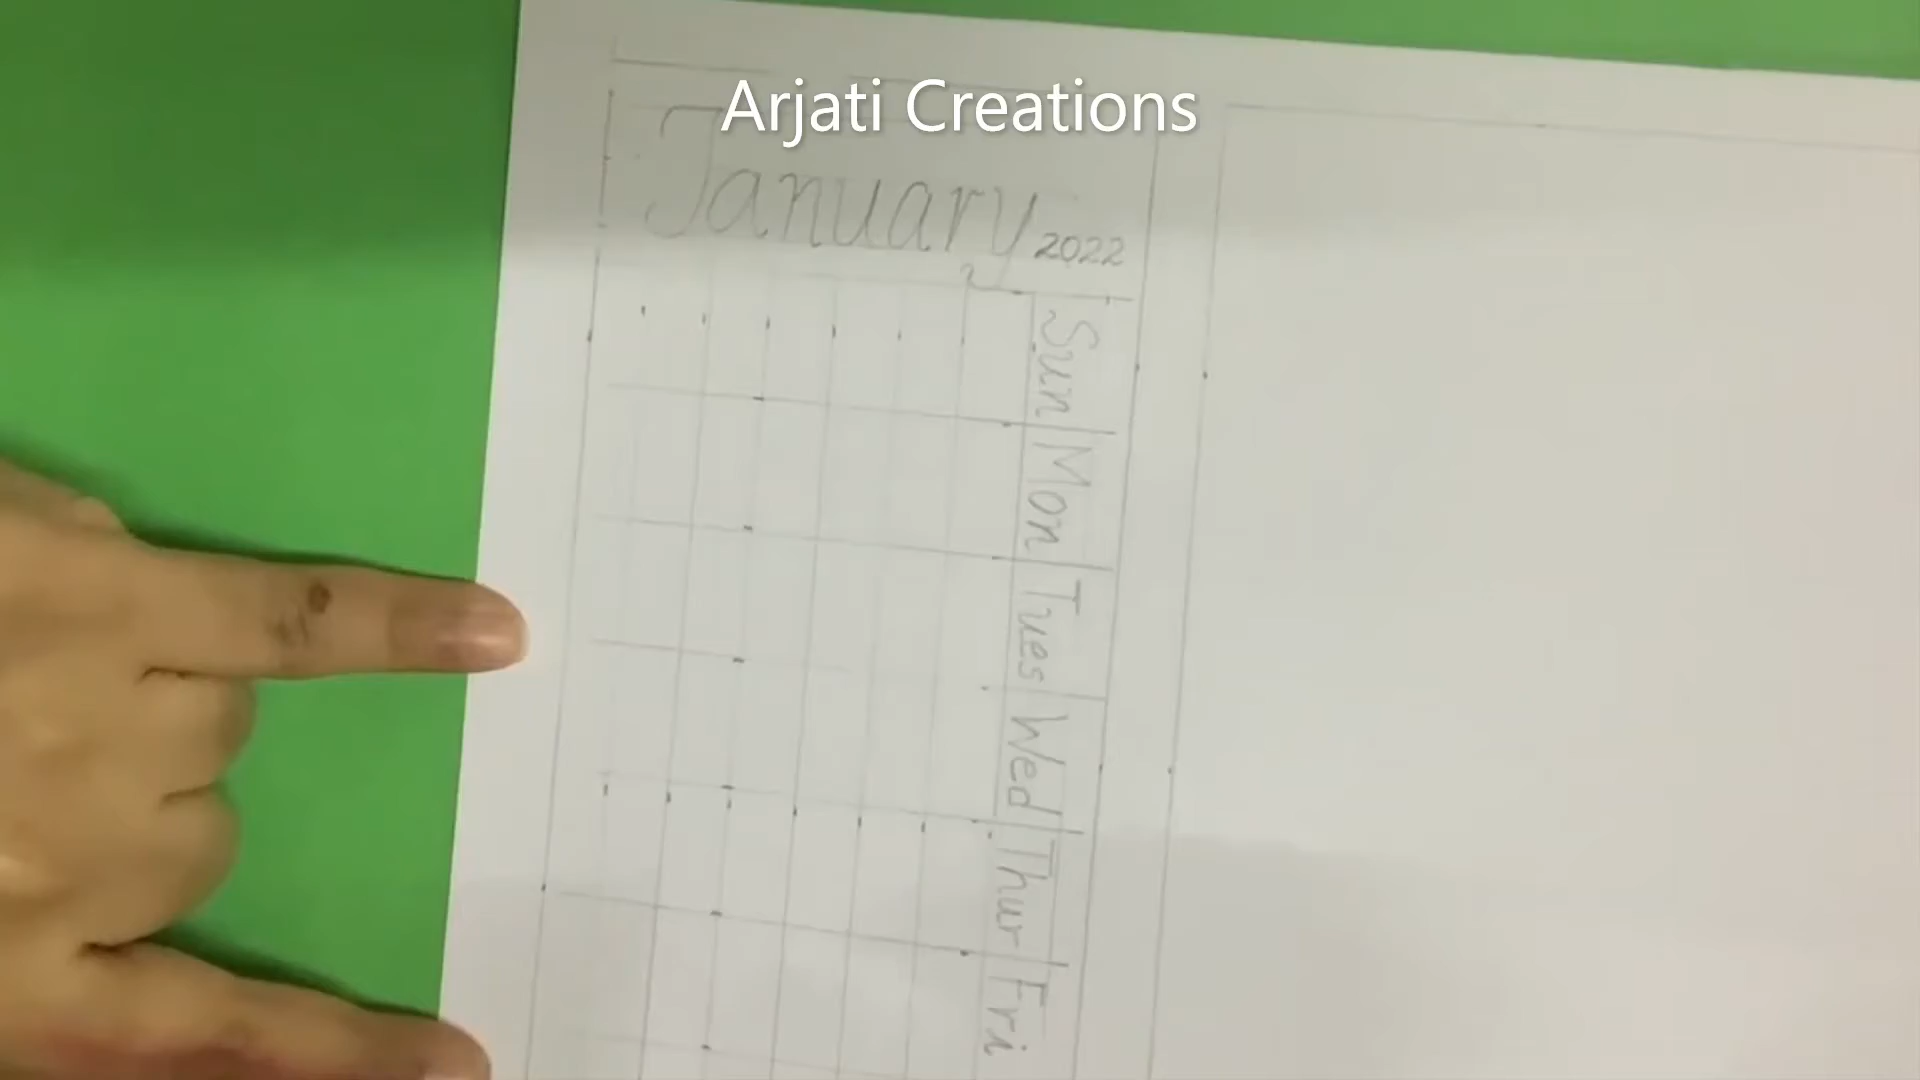 Arjati Creations
January 2022
Sun
Mon
Tues
Wed
Thur
Fri